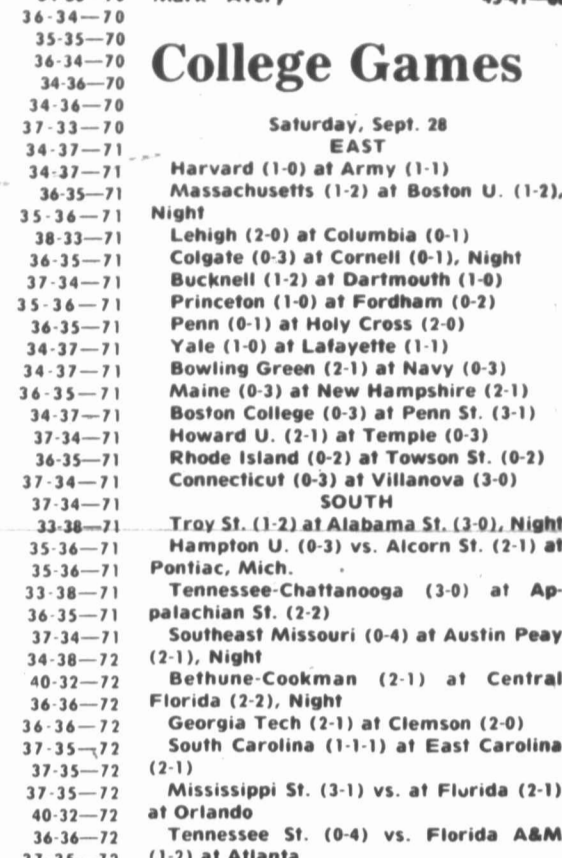 36-34—70
35-35—70
36-34—70
34-36—70
34-36—70
37-33—70
34-37—71
34-37—71
36-35—71
35-36—71
38-33—71
36-35—71
37-34—71
35-36—71
36-35—71
34-37—71
34-37—71
36-35—71
34-37—71
37-34—71
36-35—71
37-34—71
37-34—71
33-38—71
35-36—71
35-36—71
33-38—71
36-35—71
37-34—71
34-38—72
40-32—72
36-36—72
36-36—72
37-35—72
37-35—72
37-35—72
40-32—72
36-36—72
College Games
Saturday, Sept. 28
EAST
Harvard (1-0) at Army (1-1)
Massachusetts (1-2) at Boston U. (1-2),
Night
Lehigh (2-0) at Columbia (0-1)
Colgate (0-3) at Cornell (0-1), Night
Bucknell (1-2) at Dartmouth (1-0)
Princeton (1-0) at Fordham (0-2)
Penn (0-1) at Holy Cross (2-0)
Yale (1-0) at Lafayette (1-1)
Bowling Green (2-1) at Navy (0-3)
Maine (0-3) at New Hampshire (2-1)
Boston College (0-3) at Penn St. (3-1)
Howard U. (2-1) at Temple (0-3)
Rhode Island (0-2) at Towson St. (0-2)
Connecticut (0-3) at Villanova (3-0)
SOUTH
Troy St. (1-2) at Alabama St. (3-0), Night
Hampton U. (0-3) vs. Alcorn St. (2-1) at
Pontiac, Mich.
Tennessee-Chattanooga (3-0) at Ap-
palachian St. (2-2)
Southeast Missouri (0-4) at Austin Peay
(2-1), Night
Bethune-Cookman (2-1) at Central
Florida (2-2), Night
Georgia Tech (2-1) at Clemson (2-0)
South Carolina (1-1-1) at East Carolina
(2-1)
Mississippi St. (3-1) vs. at Flurida (2-1)
at Orlando
Tennessee St. (0-4) vs. Florida A&M
(1-2) at Atlanta